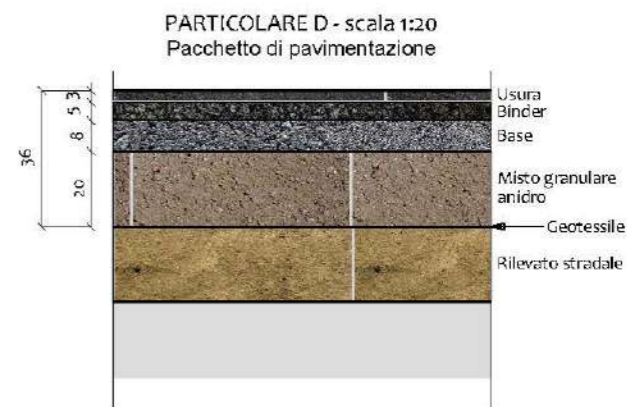 PARTICOLARE D - scala 1:20
Pacchetto di pavimentazione
3
5
8
20
36
Usura
Binder
Base
Misto granulare
anidro
Geotessile
Rilevato stradale